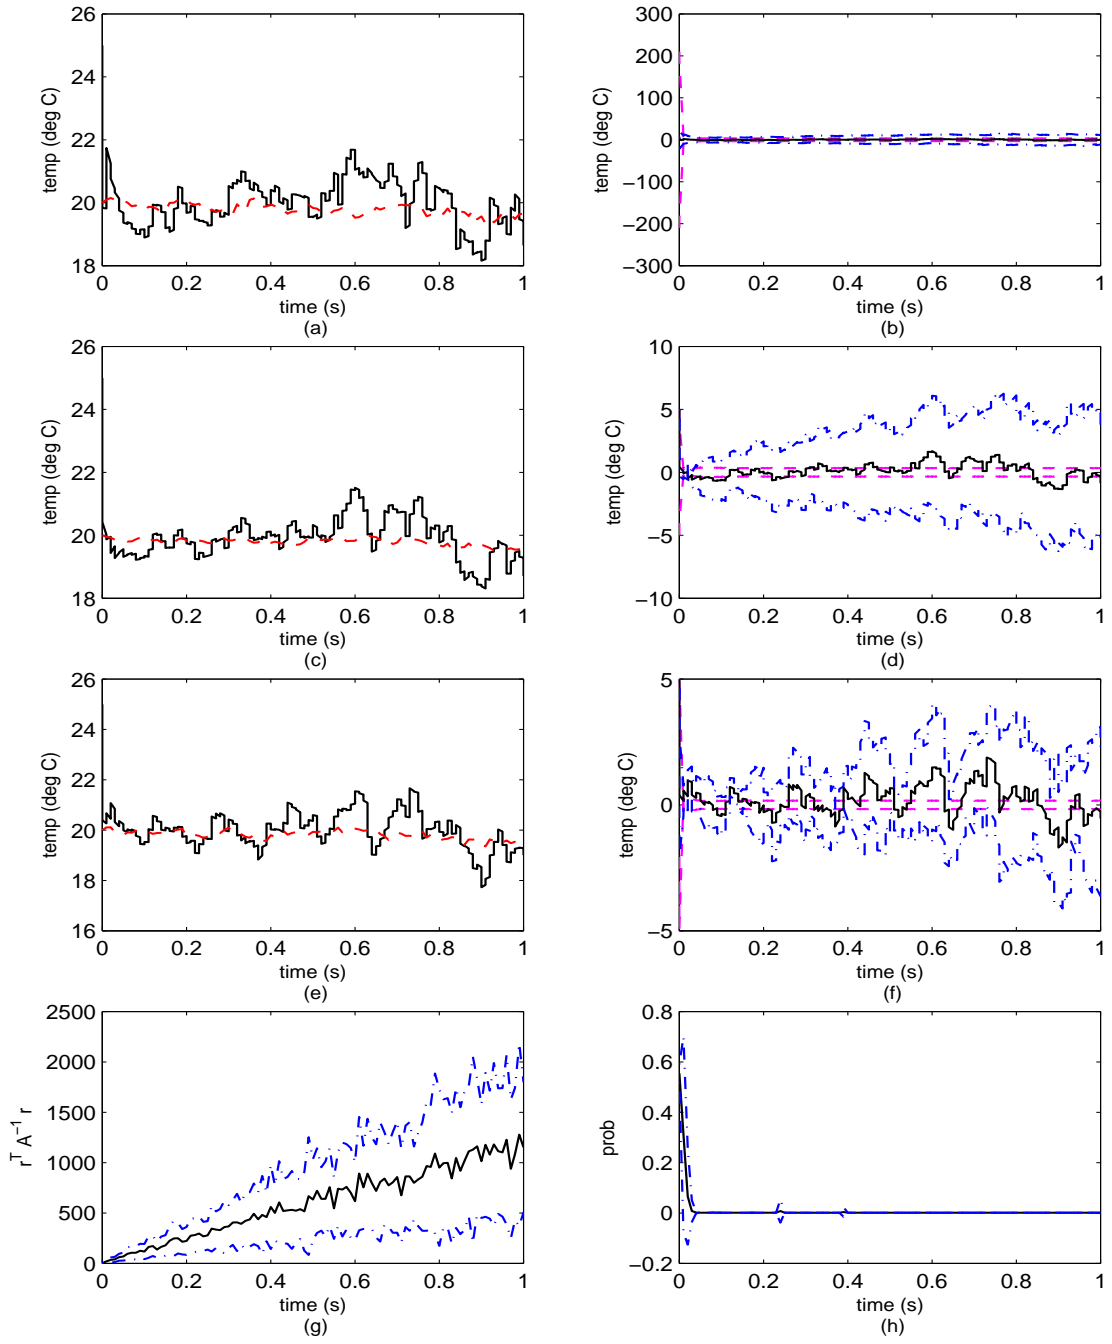 26
24
22
20
18
temp (deg C)
0 0.2 0.4 0.6 0.8 1
time (s)
(a)
300
200
100
0
−100
−200
−300
temp (deg C)
0 0.2 0.4 0.6 0.8 1
time (s)
(b)
26
24
22
20
18
temp (deg C)
0 0.2 0.4 0.6 0.8 1
time (s)
(c)
10
5
0
−5
−10
temp (deg C)
0 0.2 0.4 0.6 0.8 1
time (s)
(d)
26
24
22
20
18
16
temp (deg C)
0 0.2 0.4 0.6 0.8 1
time (s)
(e)
5
0
−5
temp (deg C)
0 0.2 0.4 0.6 0.8 1
time (s)
(f)
2500
2000
1500
1000
500
0
r^T A^−1 r
0 0.2 0.4 0.6 0.8 1
time (s)
(g)
0.8
0.6
0.4
0.2
0
−0.2
prob
0 0.2 0.4 0.6 0.8 1
time (s)
(h)